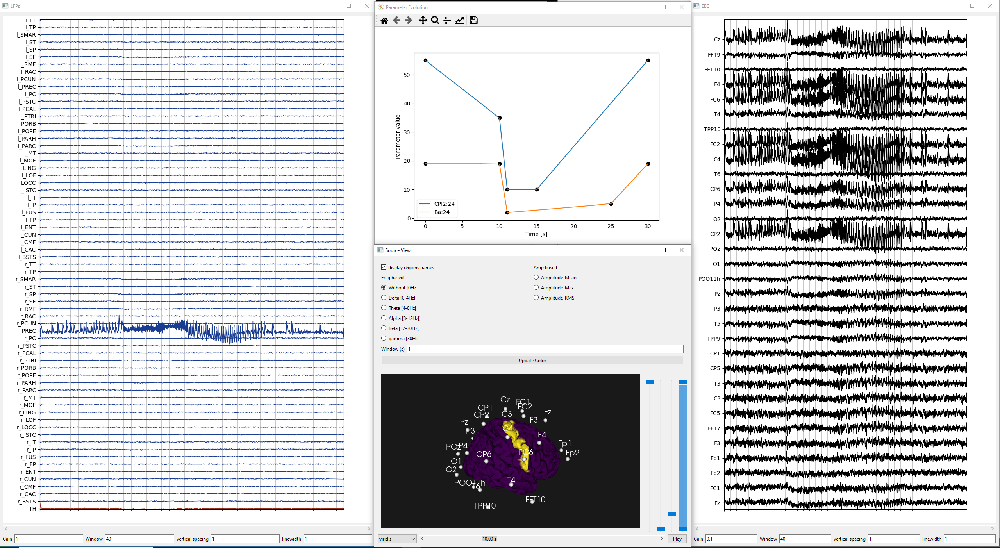 LFPs
l_TT
l_TP
l_SMAR
l_ST
l_SP
l_SF
l_RMF
l_RAC
l_PCUN
l_PREC
l_PC
l_PSTC
l_PCAL
l_PTRI
l_PORB
l_POPE
l_PARH
l_PARC
l_MT
l_MOF
l_LING
l_LOF
l_LOCC
l_ISTC
l_IT
l_IP
l_FUS
l_FP
l_ENT
l_CUN
l_CMF
l_CAC
l_BSTS
r_TT
r_TP
r_SMAR
r_ST
r_SP
r_SF
r_RMF
r_RAC
r_PCUN
r_PREC
r_PC
r_PSTC
r_PCAL
r_PTRI
r_PORB
r_POPE
r_PARH
r_PARC
r_MT
r_MOF
r_LING
r_LOF
r_LOCC
r_ISTC
r_IT
r_IP
r_FUS
r_FP
r_ENT
r_CUN
r_CMF
r_CAC
r_BSTS
TH
Gain 1 Window 40 vertical spacing 1 linewidth 1
Parameter Evolution
Parameter value
50
40
30
20
10
0
CPI2:24
Ba:24
0 5 10 15 20 25 30
Time [s]
Source View
display régions names
Amp based
Freq based
Amplitude_Mean
Without [0Hz-
Amplitude_Max
Delta [0-4Hz[
Amplitude_RMS
Theta [4-8Hz[
Alpha [8-12Hz[
Beta [12-30Hz[
gamma [30Hz-
Window (s) 1
Update Color
Cz
FC1
FC2
CP1
CP2
C3
Fz
Pz
F3
P3
C4
F4
POz
P4
Fp1
CP6
FC6
Fp2
O1
O2
T4
POO11h
T6
FFT10
TPP10
viridis 10.00 s Play
EEG
Cz
FFT9
FFT10
F4
FC6
T4
TPP10
FC2
C4
T6
CP6
P4
O2
CP2
POz
O1
POO11h
Pz
P3
T5
TPP9
CP1
CP5
T3
C3
FC5
FFT7
F3
Fp1
Fp2
FC1
Fz
Gain 0.1 Window 40 vertical spacing 1 linewidth 1